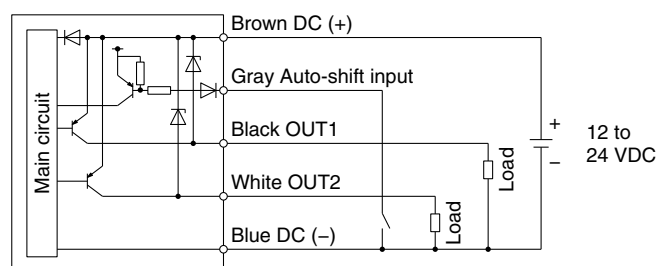 Brown DC (+)
Gray Auto-shift input
Black OUT1
White OUT2
Blue DC (−)
Main circuit
Load
Load
+
−
12 to
24 VDC